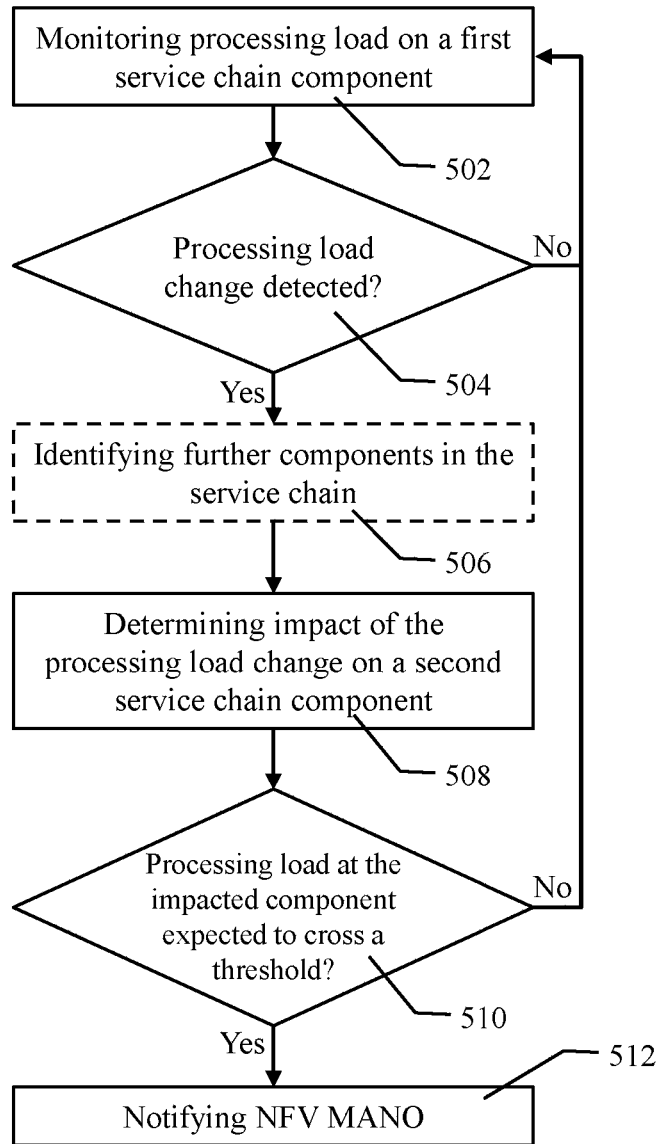 Monitoring processing load on a first
service chain component
502
Processing load
change detected?
No
504
Yes
Identifying further components in the
service chain
506
Determining impact of the
processing load change on a second
service chain component
508
Processing load at the
impacted component
expected to cross a
threshold?
No
510
Yes
512
Notifying NFV MANO